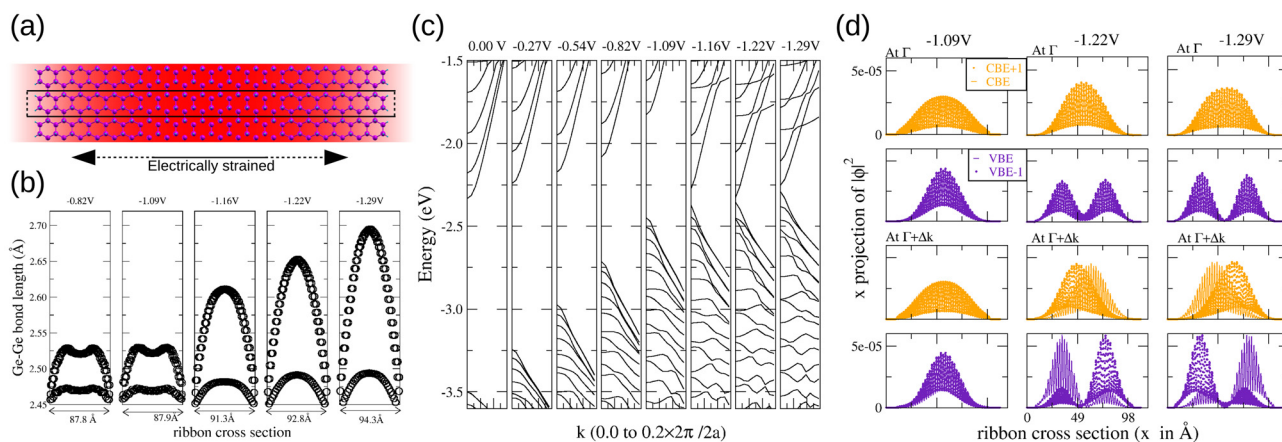 (a)
Electrically strained
(b)
-0.82V -1.09V -1.16V -1.22V -1.29V
Ge-Ge bond length (Å)
2.70
2.65
2.60
2.55
2.50
2.45
87.8 Å 87.9Å 91.3Å 92.8Å 94.3Å
ribbon cross section
(c)
0.00 V -0.27V -0.54V -0.82V -1.09V -1.16V -1.22V -1.29V
Energy (eV)
-1.5
-2.0
-2.5
-3.0
-3.5
k (0.0 to 0.2×2π /2a)
(d)
-1.09V -1.22V -1.29V
At Γ At Γ At Γ
CBE+1
CBE
5e-05
0
VBE
VBE-1
x projection of |ϕ|²
At Γ+Δk At Γ+Δk At Γ+Δk
5e-05
0
0 49 98
ribbon cross section (x in Å)